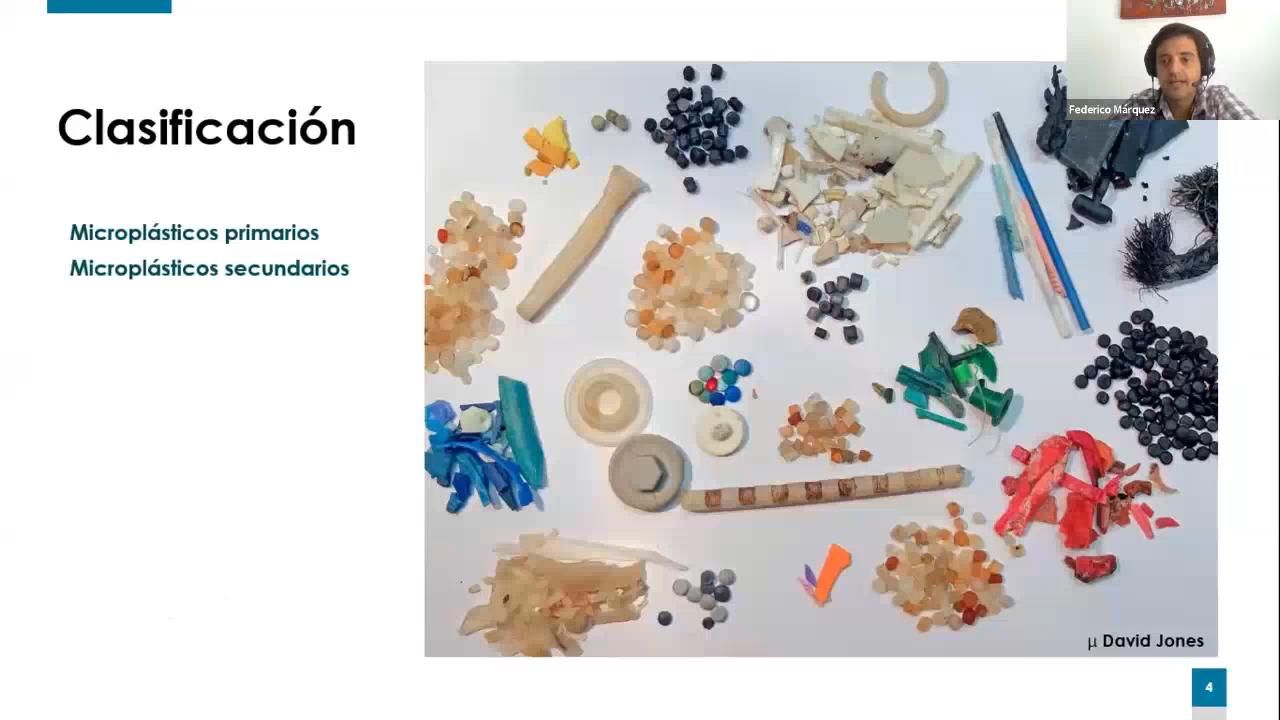 Federico Márquez
Clasificación
Microplásticos primarios
Microplásticos secundarios
µ David Jones
4